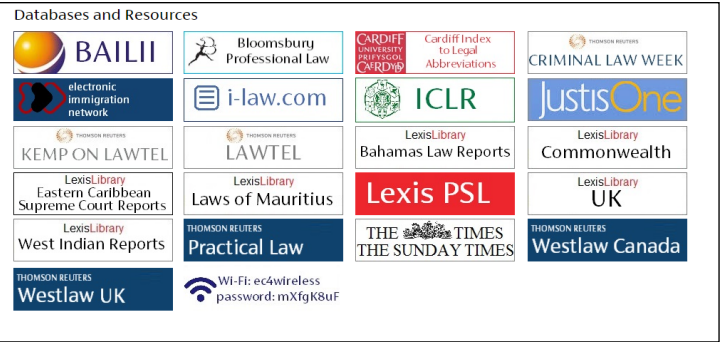 Databases and Resources
BAILII
Bloomsbury
Professional Law
CARDIFF
UNIVERSITY
PRIFYSGOL
CAERDYDD
Cardiff Index
to Legal
Abbreviations
THOMSON REUTERS
CRIMINAL LAW WEEK
electronic
immigration
network
i-law.com
ICLR
JustisOne
THOMSON REUTERS
KEMP ON LAWTEL
THOMSON REUTERS
LAWTEL
LexisLibrary
Bahamas Law Reports
LexisLibrary
Commonwealth
LexisLibrary
Eastern Caribbean
Supreme Court Reports
LexisLibrary
Laws of Mauritius
Lexis PSL
LexisLibrary
UK
LexisLibrary
West Indian Reports
THOMSON REUTERS
Practical Law
THE TIMES
THE SUNDAY TIMES
THOMSON REUTERS
Westlaw Canada
THOMSON REUTERS
Westlaw UK
Wi-Fi: ec4wireless
password: mXfgK8uF